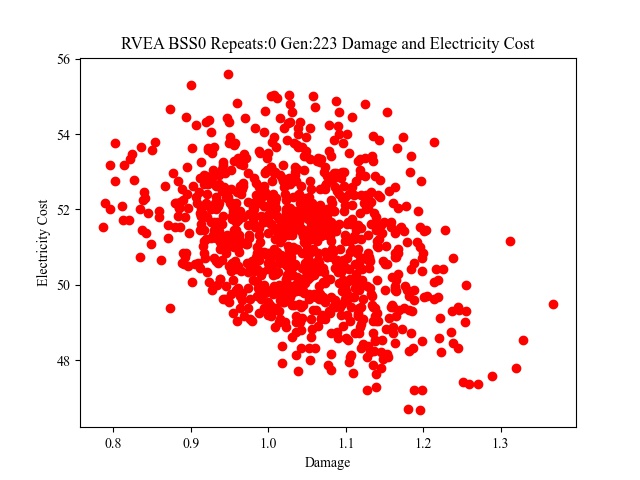 RVEA BSS0 Repeats:0 Gen:223 Damage and Electricity Cost
56
54
52
50
48
Electricity Cost
0.8 0.9 1.0 1.1 1.2 1.3
Damage